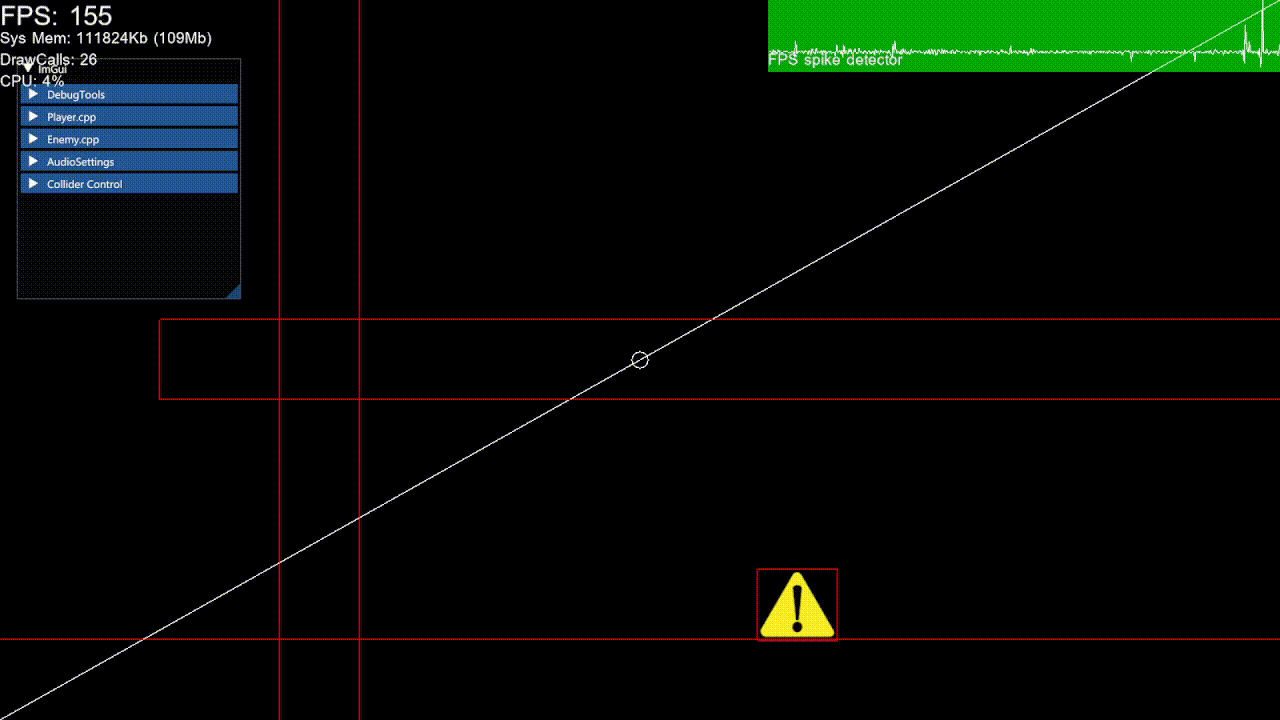 FPS: 155
Sys Mem: 111824Kb (109Mb)
DrawCalls: 26
ImGui
CPU: 4%
DebugTools
Player.cpp
Enemy.cpp
AudioSettings
Collider Control
FPS spike detector